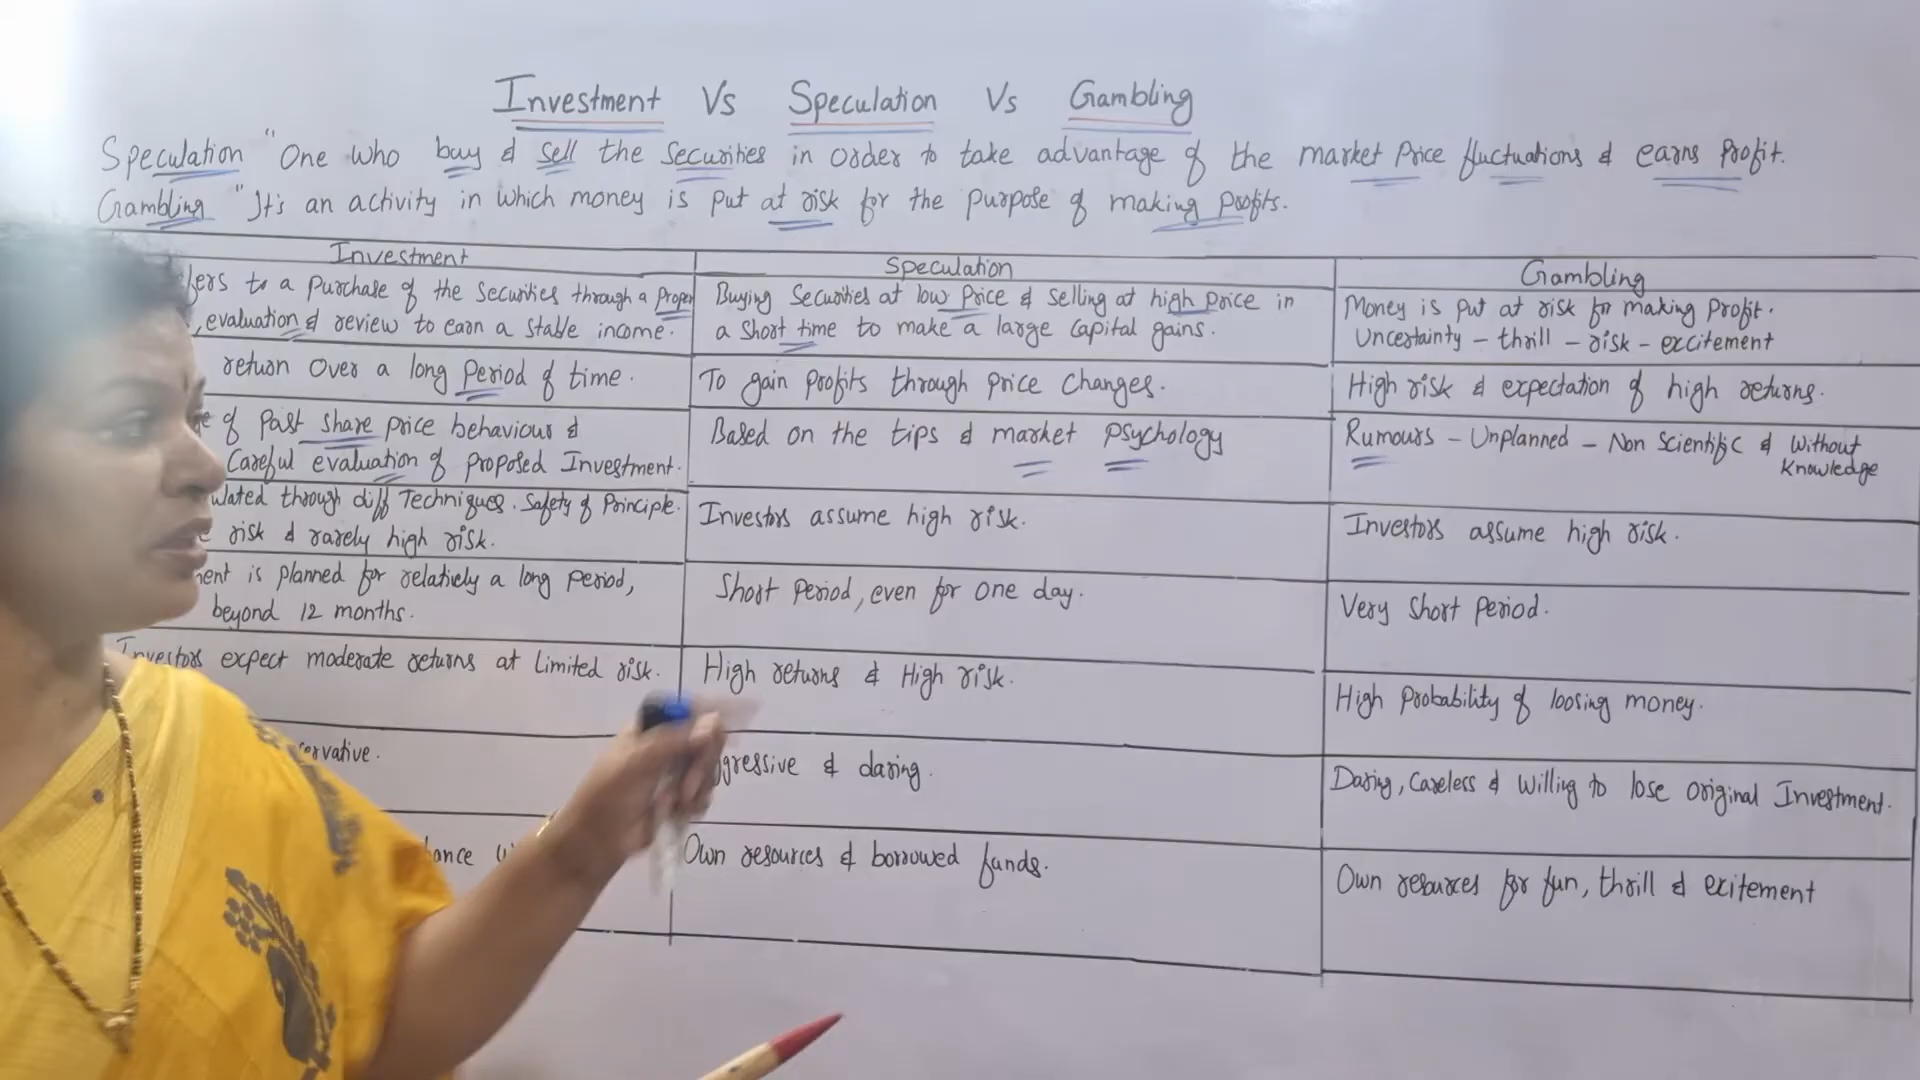 Investment Vs Speculation Vs Gambling
Speculation "One who buy & sell the securities in order to take advantage of the market price fluctuations & earns profit.
Gambling "It's an activity in which money is put at risk for the purpose of making profits.
Investment
to a purchase of the securities through a proper
evaluation & review to earn a stable income.
return over a long period of time.
of past share price behaviour &
Careful evaluation of proposed Investment.
through diff Techniques. Safety of Principle.
risk & rarely high risk.
is planned for relatiely a long period,
beyond 12 months.
Investors expect moderate returns at limited risk.
Speculation
Buying securities at low price & selling at high price in
a short time to make a large capital gains.
To gain profits through price changes.
Based on the tips & market psychology
Investors assume high risk.
Short period, even for one day.
High returns & High risk.
& daring.
Own resources & borrowed funds.
Gambling
Money is put at risk for making profit.
Uncertainty - thrill - risk - excitement
High risk & expectation of high returns.
Rumours - Unplanned - Non Scientific & Without
Knowledge
Investors assume high risk.
Very short period.
High probability of loosing money.
Daring, Careless & willing to lose original Investment.
Own resources for fun, thrill & excitement